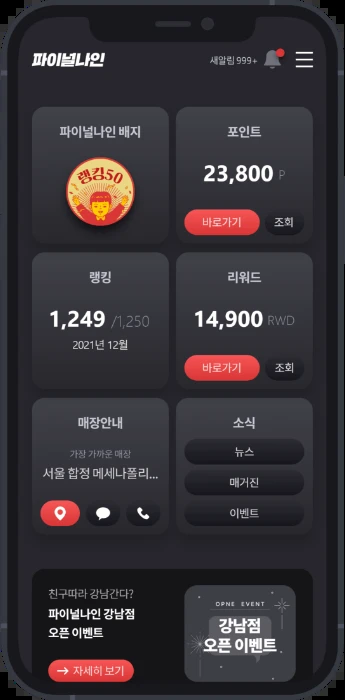 파이널나인
새알림 999+
파이널나인 배지
랭킹50
포인트
23,800 P
바로가기
조회
랭킹
1,249 /1,250
2021년 12월
리워드
14,900 RWD
바로가기
조회
매장안내
가장 가까운 매장
서울 합정 메세나폴리...
소식
뉴스
매거진
이벤트
친구따라 강남간다?
파이널나인 강남점
오픈 이벤트
→ 자세히 보기
OPNE EVENT
강남점
오픈 이벤트